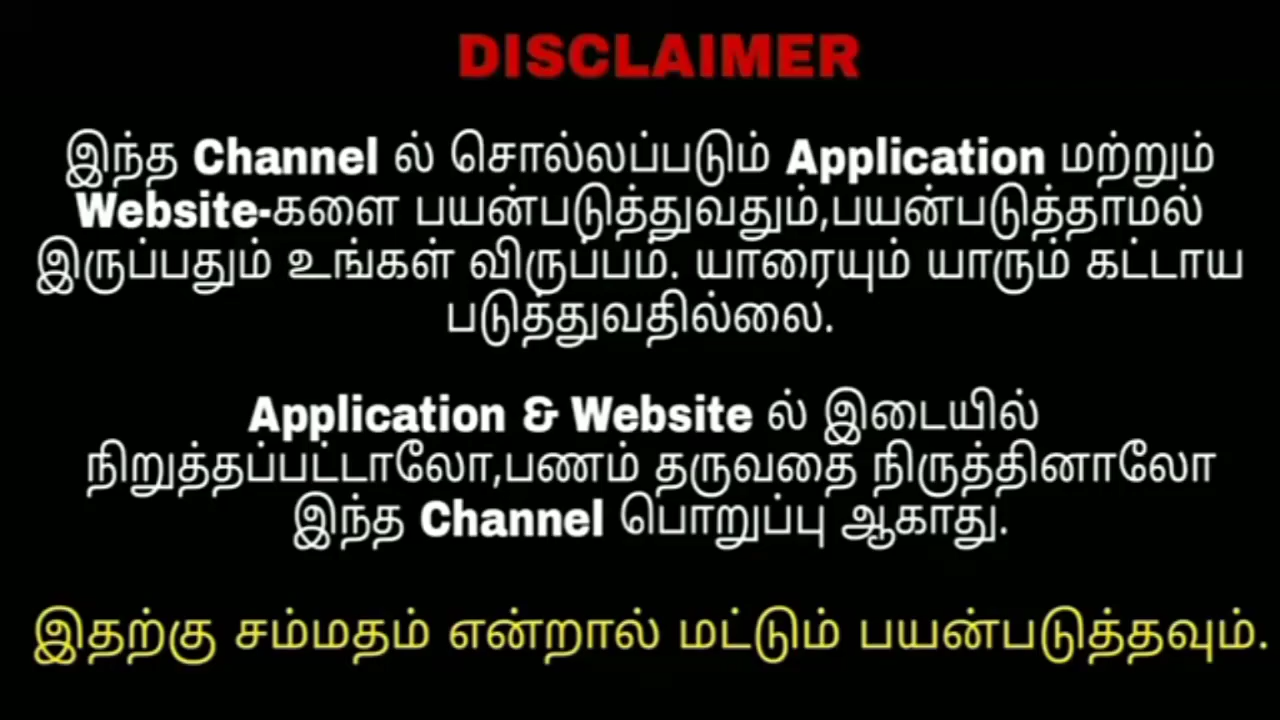 DISCLAIMER
இந்த Channel ல் சொல்லப்படும் Application மற்றும்
Website-களை பயன்படுத்துவதும்,பயன்படுத்தாமல்
இருப்பதும் உங்கள் விருப்பம். யாரையும் யாரும் கட்டாய
படுத்துவதில்லை.
Application & Website ல் இடையில்
நிறுத்தப்பட்டாலோ,பணம் தருவதை நிருத்தினாலோ
இந்த Channel பொறுப்பு ஆகாது.
இதற்கு சம்மதம் என்றால் மட்டும் பயன்படுத்தவும்.